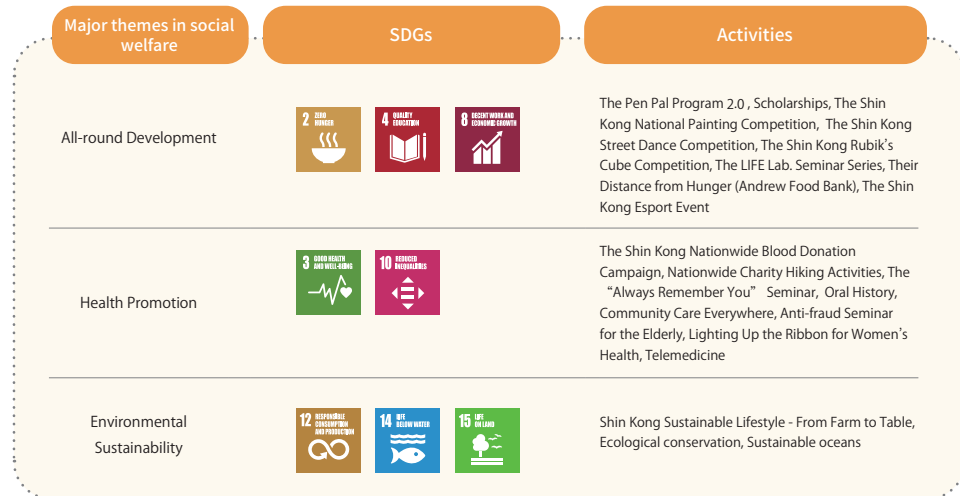 Major themes in social
welfare
SDGs
Activities
All-round Development
2 ZERO
HUNGER
4 QUALITY
EDUCATION
8 DECENT WORK AND
ECONOMIC GROWTH
The Pen Pal Program 2.0 , Scholarships, The Shin
Kong National Painting Competition, The Shin Kong
Street Dance Competition, The Shin Kong Rubik's
Cube Competition, The LIFE Lab. Seminar Series, Their
Distance from Hunger (Andrew Food Bank), The Shin
Kong Esport Event
Health Promotion
3 GOOD HEALTH
AND WELL-BEING
10 REDUCED
INEQUALITIES
The Shin Kong Nationwide Blood Donation
Campaign, Nationwide Charity Hiking Activities, The
“Always Remember You” Seminar, Oral History,
Community Care Everywhere, Anti-fraud Seminar
for the Elderly, Lighting Up the Ribbon for Women's
Health, Telemedicine
Environmental
Sustainability
12 RESPONSIBLE
CONSUMPTION
AND PRODUCTION
14 LIFE
BELOW WATER
15 LIFE
ON LAND
Shin Kong Sustainable Lifestyle - From Farm to Table,
Ecological conservation, Sustainable oceans